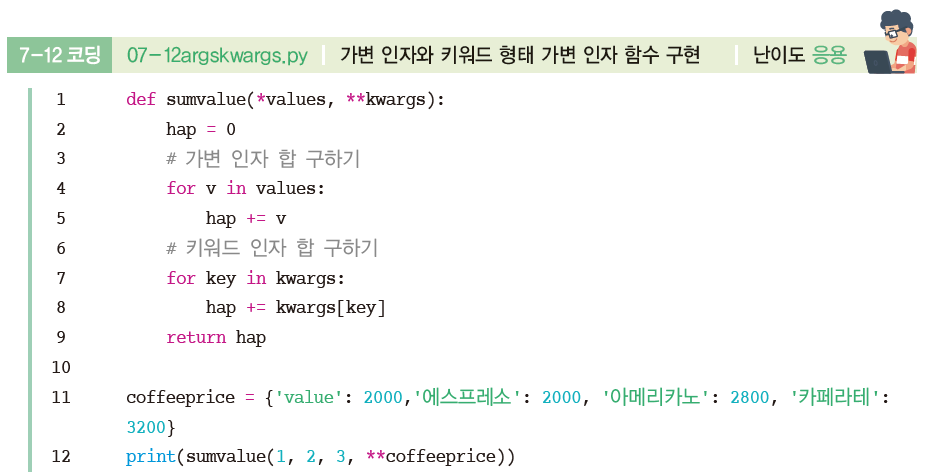 7-12 코딩 07-12argskwargs.py 가변 인자와 키워드 형태 가변 인자 함수 구현 난이도 응용
1 def sumvalue(*values, **kwargs):
2 hap = 0
3 # 가변 인자 합 구하기
4 for v in values:
5 hap += v
6 # 키워드 인자 합 구하기
7 for key in kwargs:
8 hap += kwargs[key]
9 return hap
10
11 coffeeprice = {'value': 2000,'에스프레소': 2000, '아메리카노': 2800, '카페라테':
3200}
12 print(sumvalue(1, 2, 3, **coffeeprice))